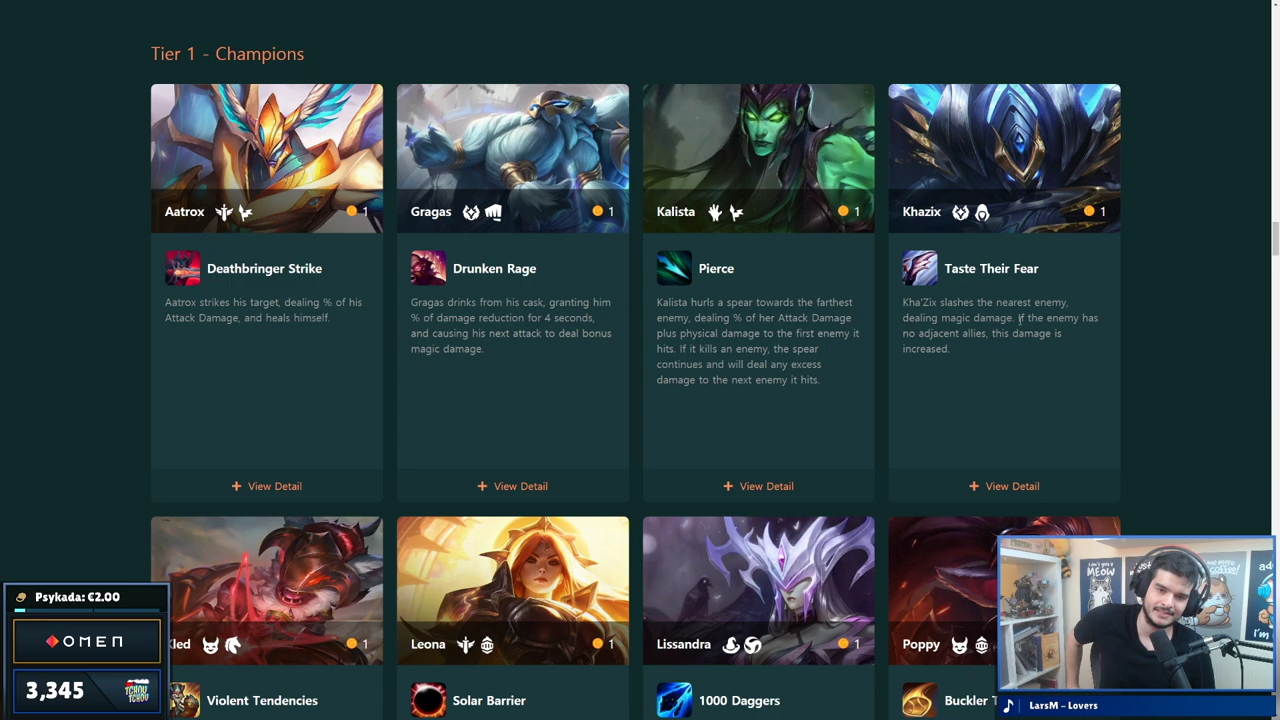 Tier 1 - Champions
Aatrox
1
Gragas
1
Kalista
1
Khazix
1
Deathbringer Strike
Aatrox strikes his target, dealing % of his
Attack Damage, and heals himself.
Drunken Rage
Gragas drinks from his cask, granting him
% of damage reduction for 4 seconds,
and causing his next attack to deal bonus
magic damage.
Pierce
Kalista hurls a spear towards the farthest
enemy, dealing % of her Attack Damage
plus physical damage to the first enemy it
hits. If it kills an enemy, the spear
continues and will deal any excess
damage to the next enemy it hits.
Taste Their Fear
Kha'Zix slashes the nearest enemy,
dealing magic damage. If the enemy has
no adjacent allies, this damage is
increased.
+ View Detail
+ View Detail
+ View Detail
+ View Detail
Kled
1
Leona
1
Lissandra
1
Poppy
Violent Tendencies
Solar Barrier
1000 Daggers
Buckler
Psykada: €2.00
OMEN
3,345
TCHOU
TCHOU
MEOW
LarsM - Lovers